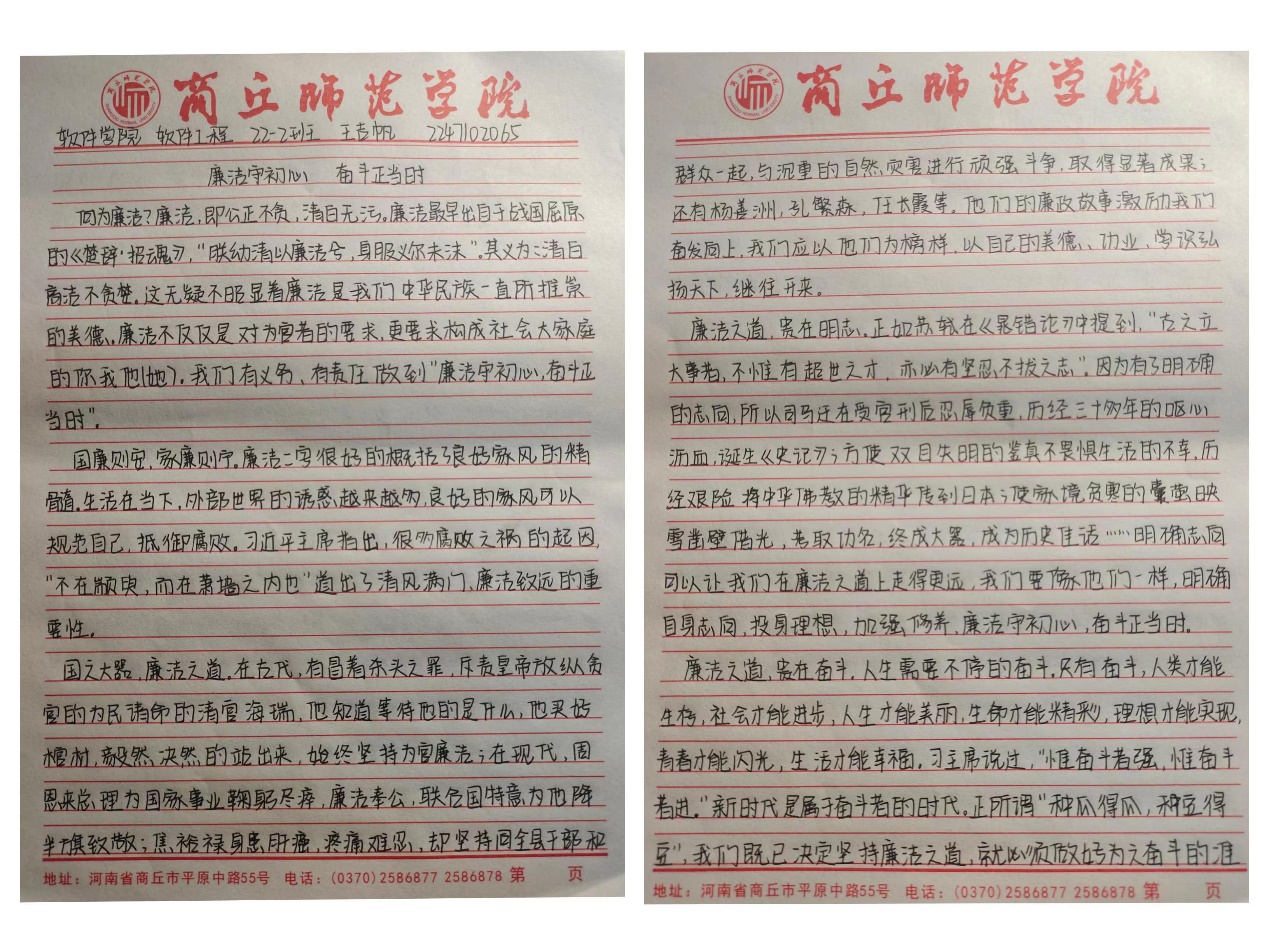 商丘师范学院
软件学院 软件工程 22-2班 王吉帆 2247102065
廉洁守初心 奋斗正当时
何为廉洁？廉洁，即公正不贪，清白无污。廉洁最早出自于战国屈原
的《楚辞·招魂》，“朕幼清以廉洁兮，身服义尔未沫”。其义为：清白
高洁不贪婪。这无疑不昭显着廉洁是我们中华民族一直所推崇
的美德。廉洁不仅仅是对为官者的要求，更要求构成社会大家庭
的你我他(她)。我们有义务、有责任做到“廉洁守初心，奋斗正
当时”。
国廉则安，家廉则宁。廉洁二字很好的概括了良好家风的精
髓。生活在当下，外部世界的诱惑越来越多，良好的家风可以
规范自己，抵御腐败。习近平主席指出，很多腐败之祸的起因，
“不在颛臾，而在萧墙之内也”道出了清风满门、廉洁致远的重
要性。
国之大器，廉洁之道。在古代，有冒着杀头之罪，斥责皇帝放纵贪
官的为民请命的清官海瑞，他知道等待他的是什么，他买好
棺材，毅然决然的站出来，始终坚持为官廉洁；在现代，周
恩来总理为国家事业鞠躬尽瘁，廉洁奉公，联合国特意为他降
半旗致敬；焦裕禄身患肝癌，疼痛难忍，却坚持同全县干部和
地址：河南省商丘市平原中路55号 电话：(0370)2586877 2586878 第 页
商丘师范学院
群众一起，与沉重的自然灾害进行顽强斗争，取得显著成果；
还有杨善洲，孔繁森，任长霞等。他们的廉政故事激励我们
奋发向上，我们应以他们为榜样，以自己的美德、功业、学识弘
扬天下，继往开来。
廉洁之道，贵在明志。正如苏轼在《晁错论》中提到，“古之立
大事者，不惟有超世之才，亦必有坚忍不拔之志”。因为有了明确
的志向，所以司马迁在受宫刑后忍辱负重，历经三十多年的呕心
沥血，诞生《史记》；方使双目失明的鉴真不畏惧生活的不幸，历
经艰险将中华佛教的精华传到日本；使家境贫寒的囊萤映
雪凿壁借光，考取功名，终成大器，成为历史佳话……明确志向
可以让我们在廉洁之道上走得更远，我们要像他们一样，明确
自身志向，投身理想，加强修养，廉洁守初心，奋斗正当时。
廉洁之道，贵在奋斗。人生需要不停的奋斗。只有奋斗，人类才能
生存，社会才能进步，人生才能美丽，生命才能精彩，理想才能实现，
青春才能闪光，生活才能幸福。习主席说过，“惟奋斗者强，惟奋斗
者进。”新时代是属于奋斗者的时代。正所谓“种瓜得瓜，种豆得
豆”，我们既已决定坚持廉洁之道，就必须做好为之奋斗的准
地址：河南省商丘市平原中路55号 电话：(0370)2586877 2586878 第 页